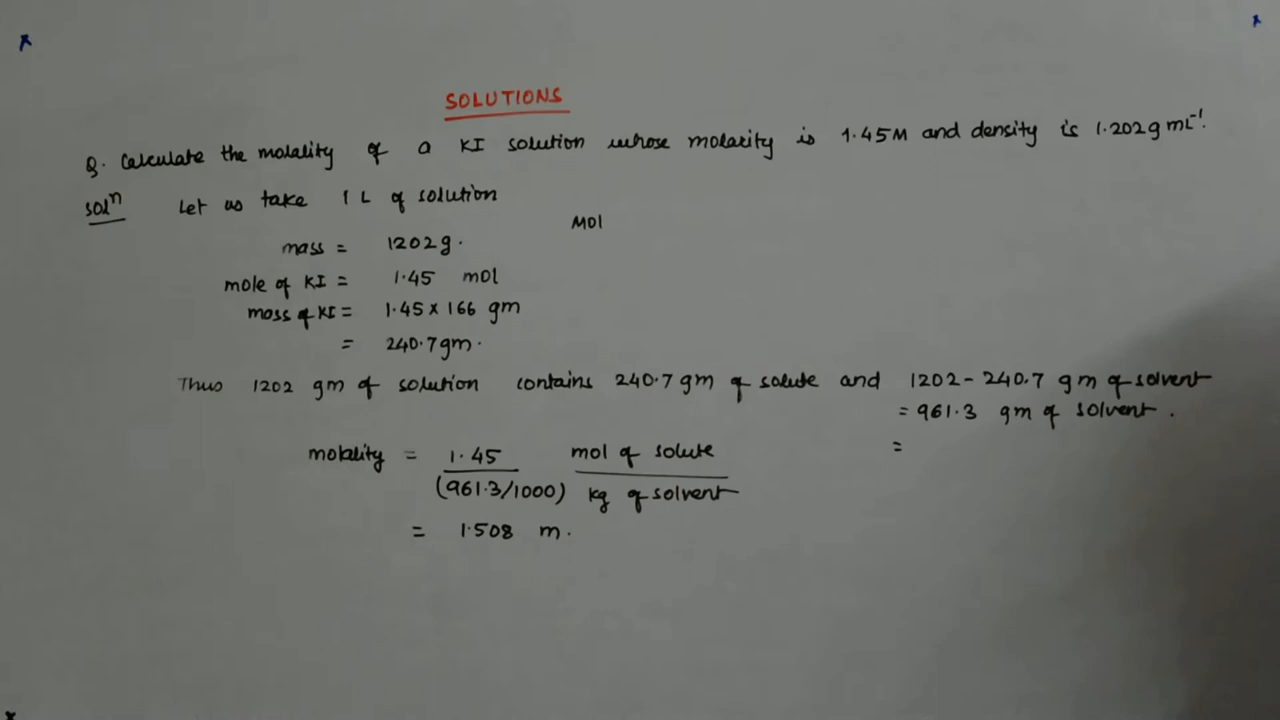 SOLUTIONS
Q. Calculate the molality of a KI solution whose molarity is 1.45M and density is 1.202g mL⁻¹.
Solⁿ Let us take 1 L of solution
Mol
mass = 1202g.
mole of KI = 1.45 mol
mass of KI = 1.45 x 166 gm
= 240.7gm.
Thus 1202 gm of solution contains 240.7 gm of solute and 1202 - 240.7 gm of solvent
= 961.3 gm of solvent.
=
molality = 1.45 mol of solute
(961.3/1000) kg of solvent
= 1.508 m.